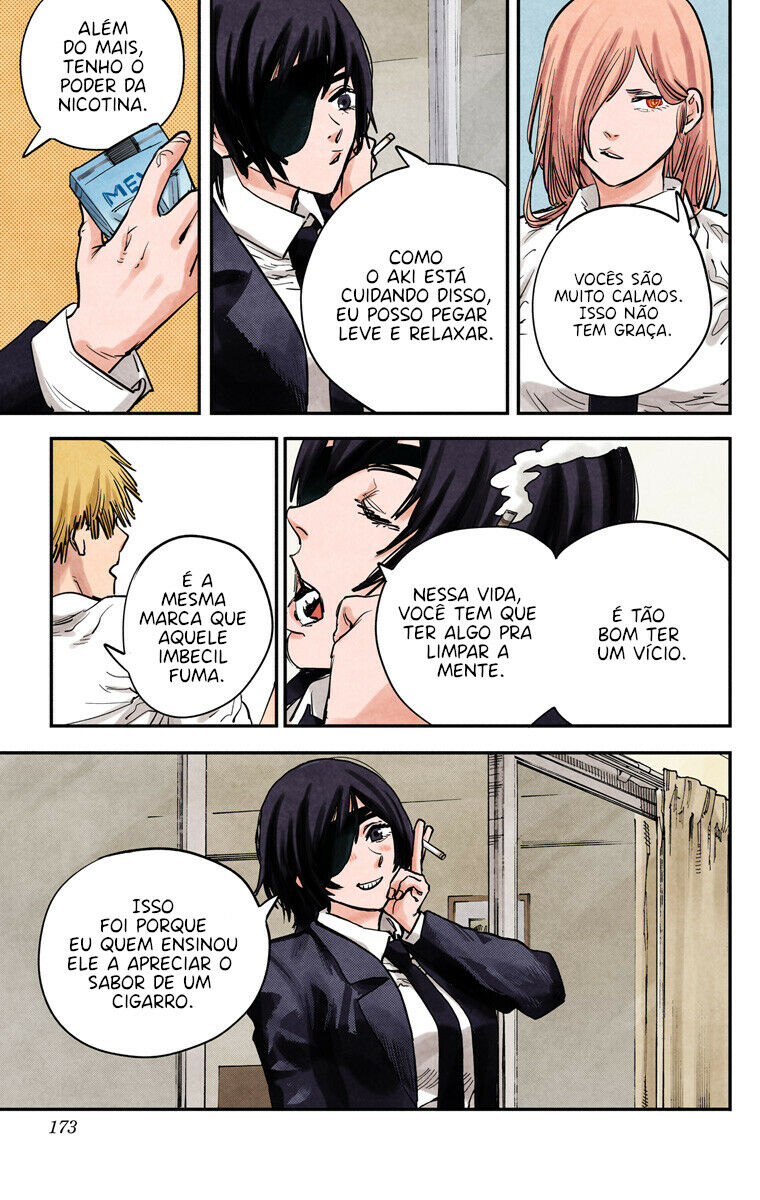 VOCÊS SÃO
MUITO CALMOS.
ISSO NÃO
TEM GRAÇA.
COMO
O AKI ESTÁ
CUIDANDO DISSO,
EU POSSO PEGAR
LEVE E RELAXAR.
ALÉM
DO MAIS,
TENHO O
PODER DA
NICOTINA.
MEV
É TÃO
BOM TER
UM VÍCIO.
NESSA VIDA,
VOCÊ TEM QUE
TER ALGO PRA
LIMPAR A
MENTE.
É A
MESMA
MARCA QUE
AQUELE
IMBECIL
FUMA.
ISSO
FOI PORQUE
EU QUEM ENSINOU
ELE A APRECIAR O
SABOR DE UM
CIGARRO.
173